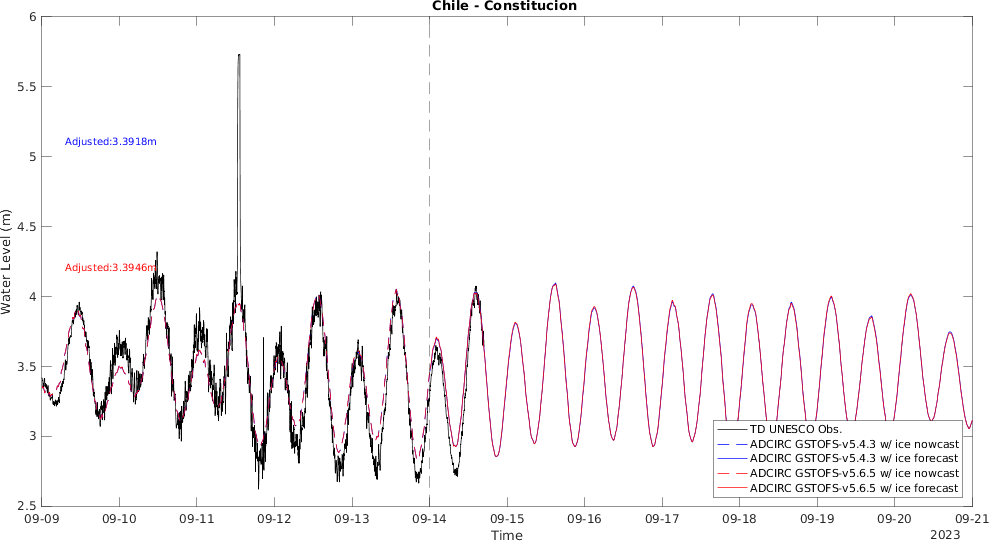 Chile - Constitucion
6
5.5
5
4.5
4
3.5
3
2.5
Water Level (m)
Adjusted:3.3918m
Adjusted:3.3946m
TD UNESCO Obs.
ADCIRC GSTOFS-v5.4.3 w/ ice nowcast
ADCIRC GSTOFS-v5.4.3 w/ ice forecast
ADCIRC GSTOFS-v5.6.5 w/ ice nowcast
ADCIRC GSTOFS-v5.6.5 w/ ice forecast
09-09 09-10 09-11 09-12 09-13 09-14 09-15 09-16 09-17 09-18 09-19 09-20 09-21
Time
2023